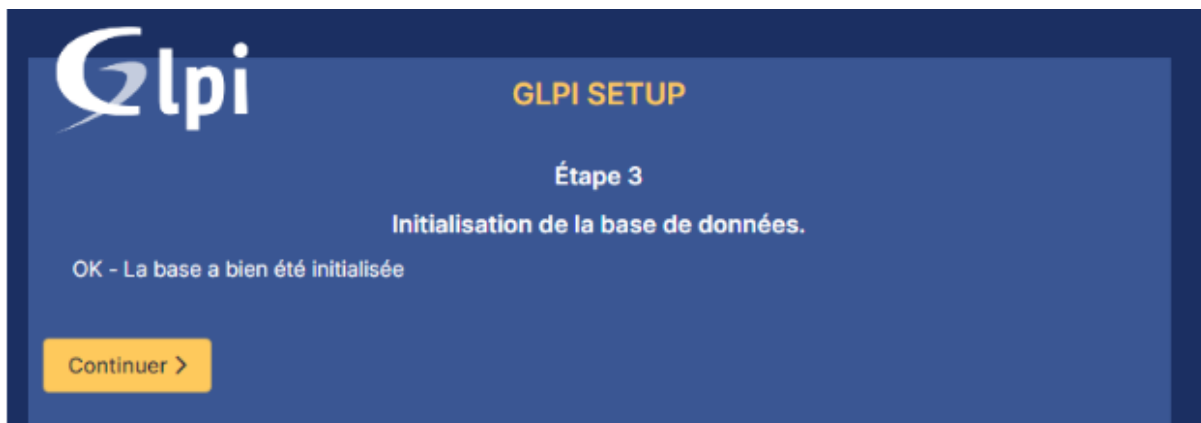 Glpi
GLPI SETUP
Étape 3
Initialisation de la base de données.
OK - La base a bien été initialisée
Continuer >